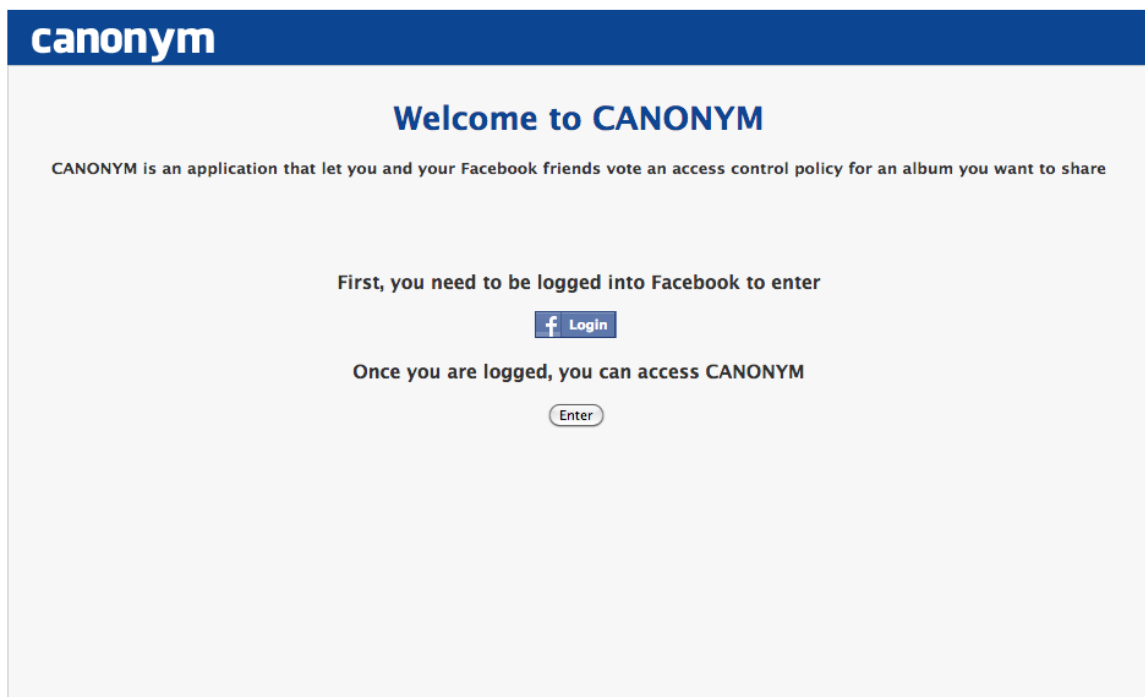 canonym
Welcome to CANONYM
CANONYM is an application that let you and your Facebook friends vote an access control policy for an album you want to share
First, you need to be logged into Facebook to enter
f Login
Once you are logged, you can access CANONYM
Enter